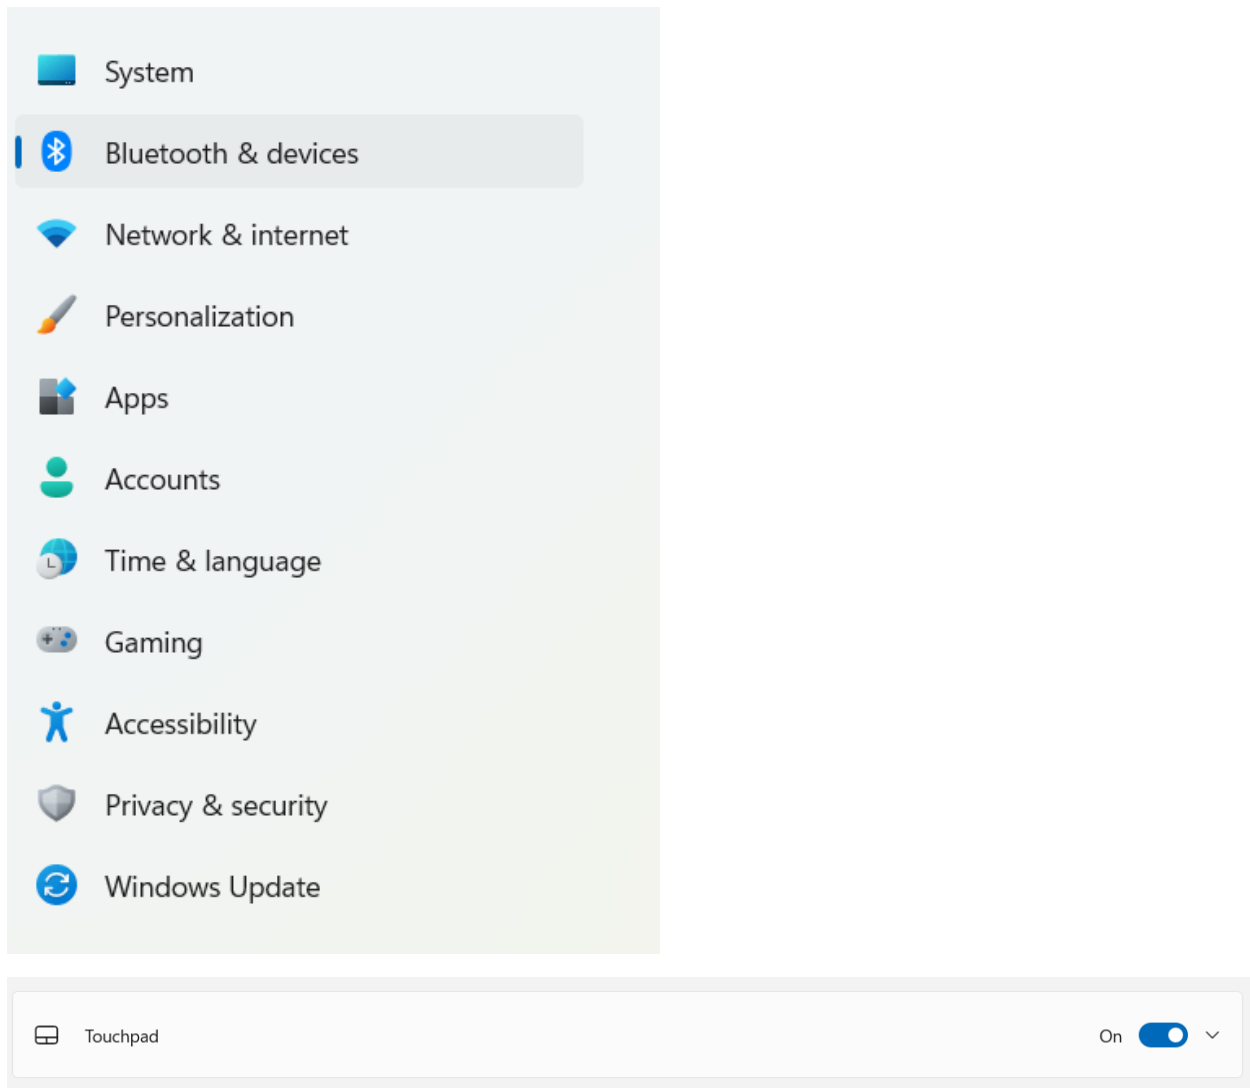 System
Bluetooth & devices
Network & internet
Personalization
Apps
Accounts
Time & language
Gaming
Accessibility
Privacy & security
Windows Update
Touchpad On